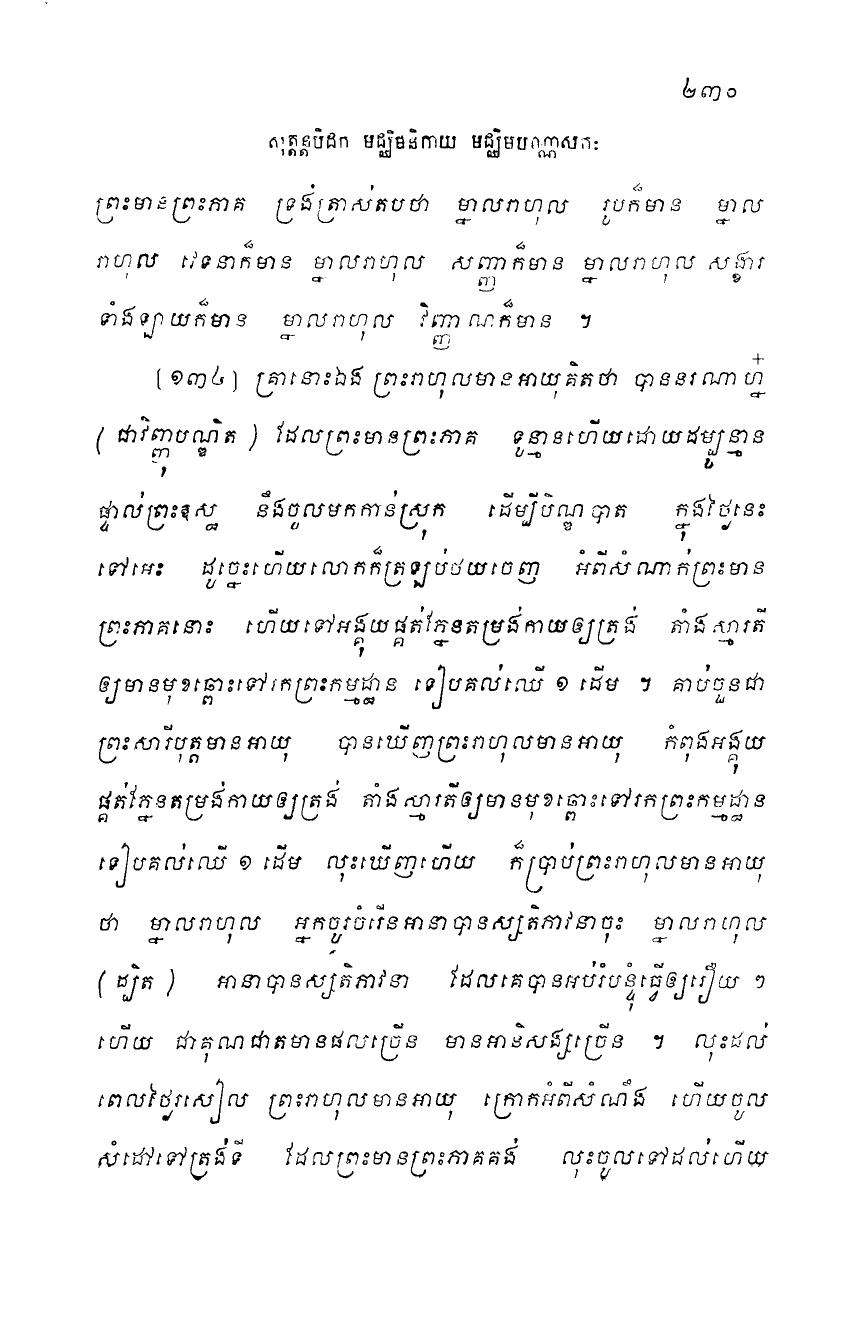 ២៣០
សុត្តន្តបិដក មជ្ឈិមនិកាយ មជ្ឈិមបណ្ណាសកៈ
ព្រះមានព្រះភាគ ទ្រង់ត្រាស់តបថា ម្នាលរាហុល រូបក៏មាន ម្នាល
រាហុល វេទនាក៏មាន ម្នាលរាហុល សញ្ញាក៏មាន ម្នាលរាហុល សង្ខារ
ទាំងឡាយក៏មាន ម្នាលរាហុល វិញ្ញាណក៏មាន ។
[១៣៤] គ្រានោះឯង ព្រះរាហុលមានអាយុគិតថា បាននរណាហ្ន៎
(ជាវិញ្ញុបណ្ឌិត) ដែលព្រះមានព្រះភាគ ទូន្មានហើយដោយដម្បូន្មាន
ផ្ទាល់ព្រះឧស្ឋ នឹងចូលមកកាន់ស្រុក ដើម្បីបិណ្ឌបាត ក្នុងថ្ងៃនេះ
ទៅអេះ ដូច្នេះហើយលោកក៏ត្រឡប់ថយចេញ អំពីសំណាក់ព្រះមាន
ព្រះភាគនោះ ហើយទៅអង្គុយផ្គត់ភ្នែនតម្រង់កាយឲ្យត្រង់ តាំងស្មារតី
ឲ្យមានមុខឆ្ពោះទៅរកព្រះកម្មដ្ឋាន ទៀបគល់ឈើ ១ ដើម ។ គាប់ចួនជា
ព្រះសារីបុត្តមានអាយុ បានឃើញព្រះរាហុលមានអាយុ កំពុងអង្គុយ
ផ្គត់ភ្នែនតម្រង់កាយឲ្យត្រង់ តាំងស្មារតីឲ្យមានមុខឆ្ពោះទៅរកព្រះកម្មដ្ឋាន
ទៀបគល់ឈើ ១ ដើម លុះឃើញហើយ ក៏ប្រាប់ព្រះរាហុលមានអាយុ
ថា ម្នាលរាហុល អ្នកចូរចំរើនអានាបានស្សតិភាវនាចុះ ម្នាលរាហុល
(ដ្បិត) អានាបានស្សតិភាវនា ដែលគេបានអប់រំបន្ទុំធ្វើឲ្យរឿយ ៗ
ហើយ ជាគុណជាតមានផលច្រើន មានអានិសង្សច្រើន ។ លុះដល់
ពេលថ្ងៃរសៀល ព្រះរាហុលមានអាយុ ក្រោកអំពីសំណឹង ហើយចូល
សំដៅទៅត្រង់ទី ដែលព្រះមានព្រះភាគគង់ លុះចូលទៅដល់ហើយ